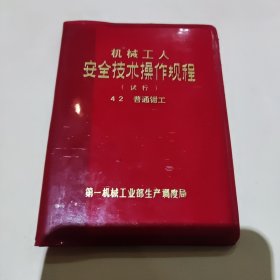 机械工人
安全技术操作规程
（试行）
42 普通钳工
第一机械工业部生产调度局